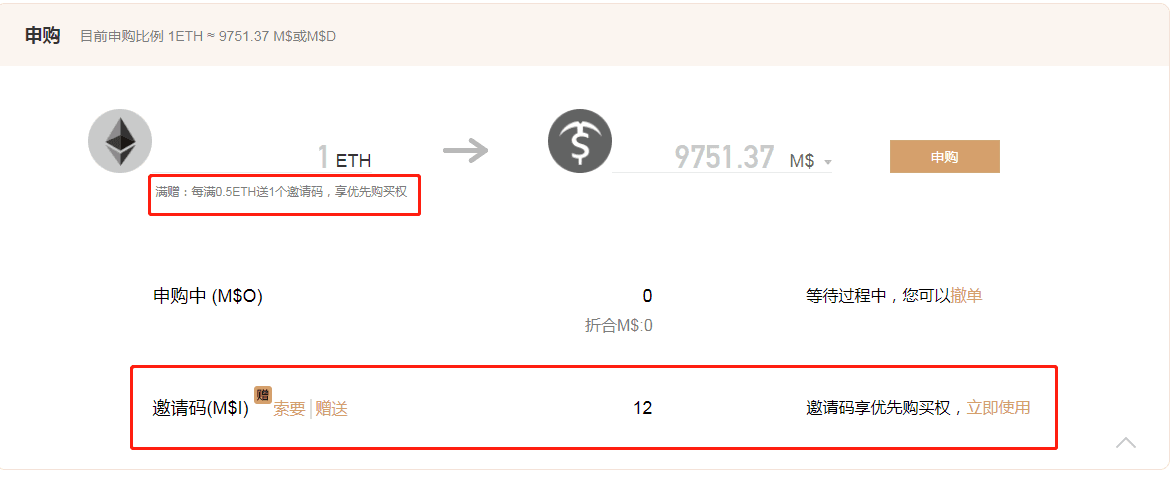 申购 目前申购比例 1ETH ≈ 9751.37 M$或M$D
1 ETH 9751.37 M$ 申购
满赠：每满0.5ETH送1个邀请码，享优先购买权
申购中 (M$O) 0 等待过程中，您可以撤单
折合M$:0
邀请码(M$I) 赠 索要|赠送 12 邀请码享优先购买权，立即使用